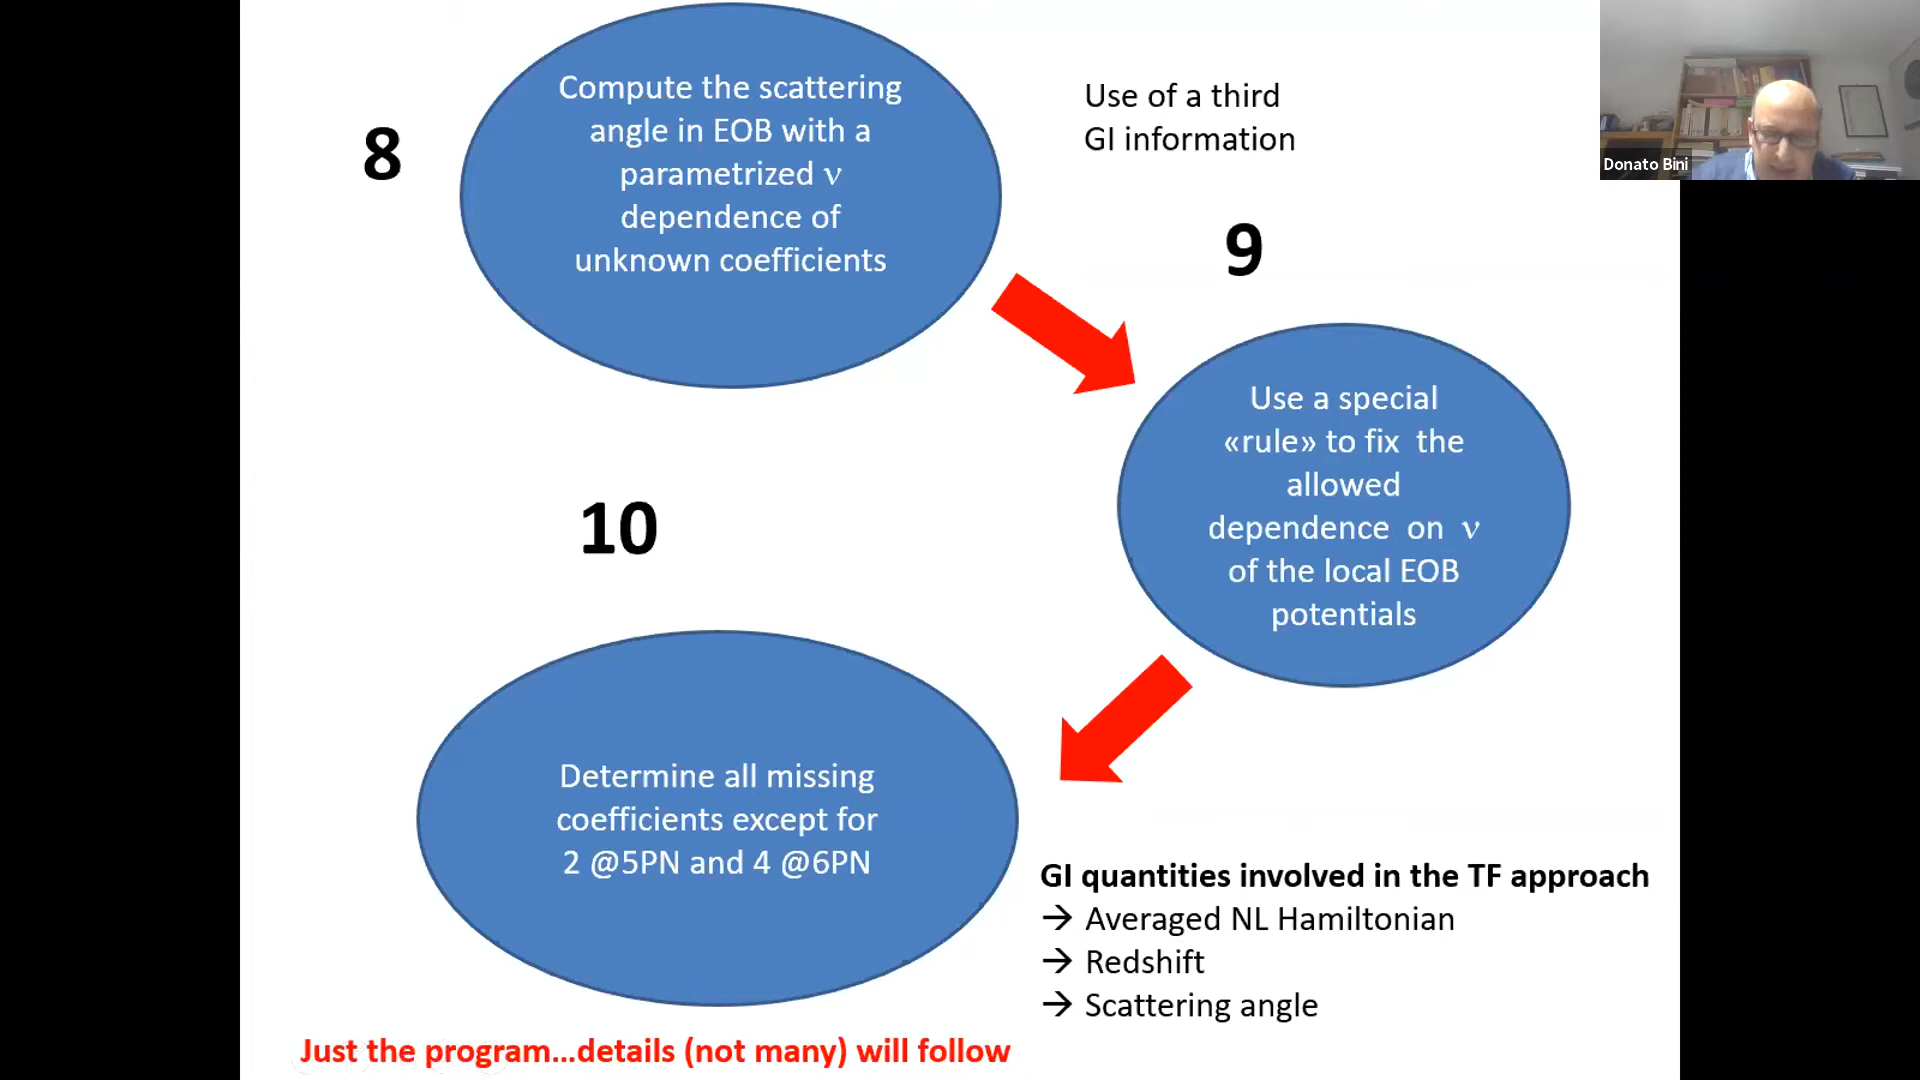 8
Compute the scattering
angle in EOB with a
parametrized ν
dependence of
unknown coefficients
Use of a third
GI information
Donato Bini
9
Use a special
«rule» to fix the
allowed
dependence on ν
of the local EOB
potentials
10
Determine all missing
coefficients except for
2 @5PN and 4 @6PN
GI quantities involved in the TF approach
→ Averaged NL Hamiltonian
→ Redshift
→ Scattering angle
Just the program...details (not many) will follow